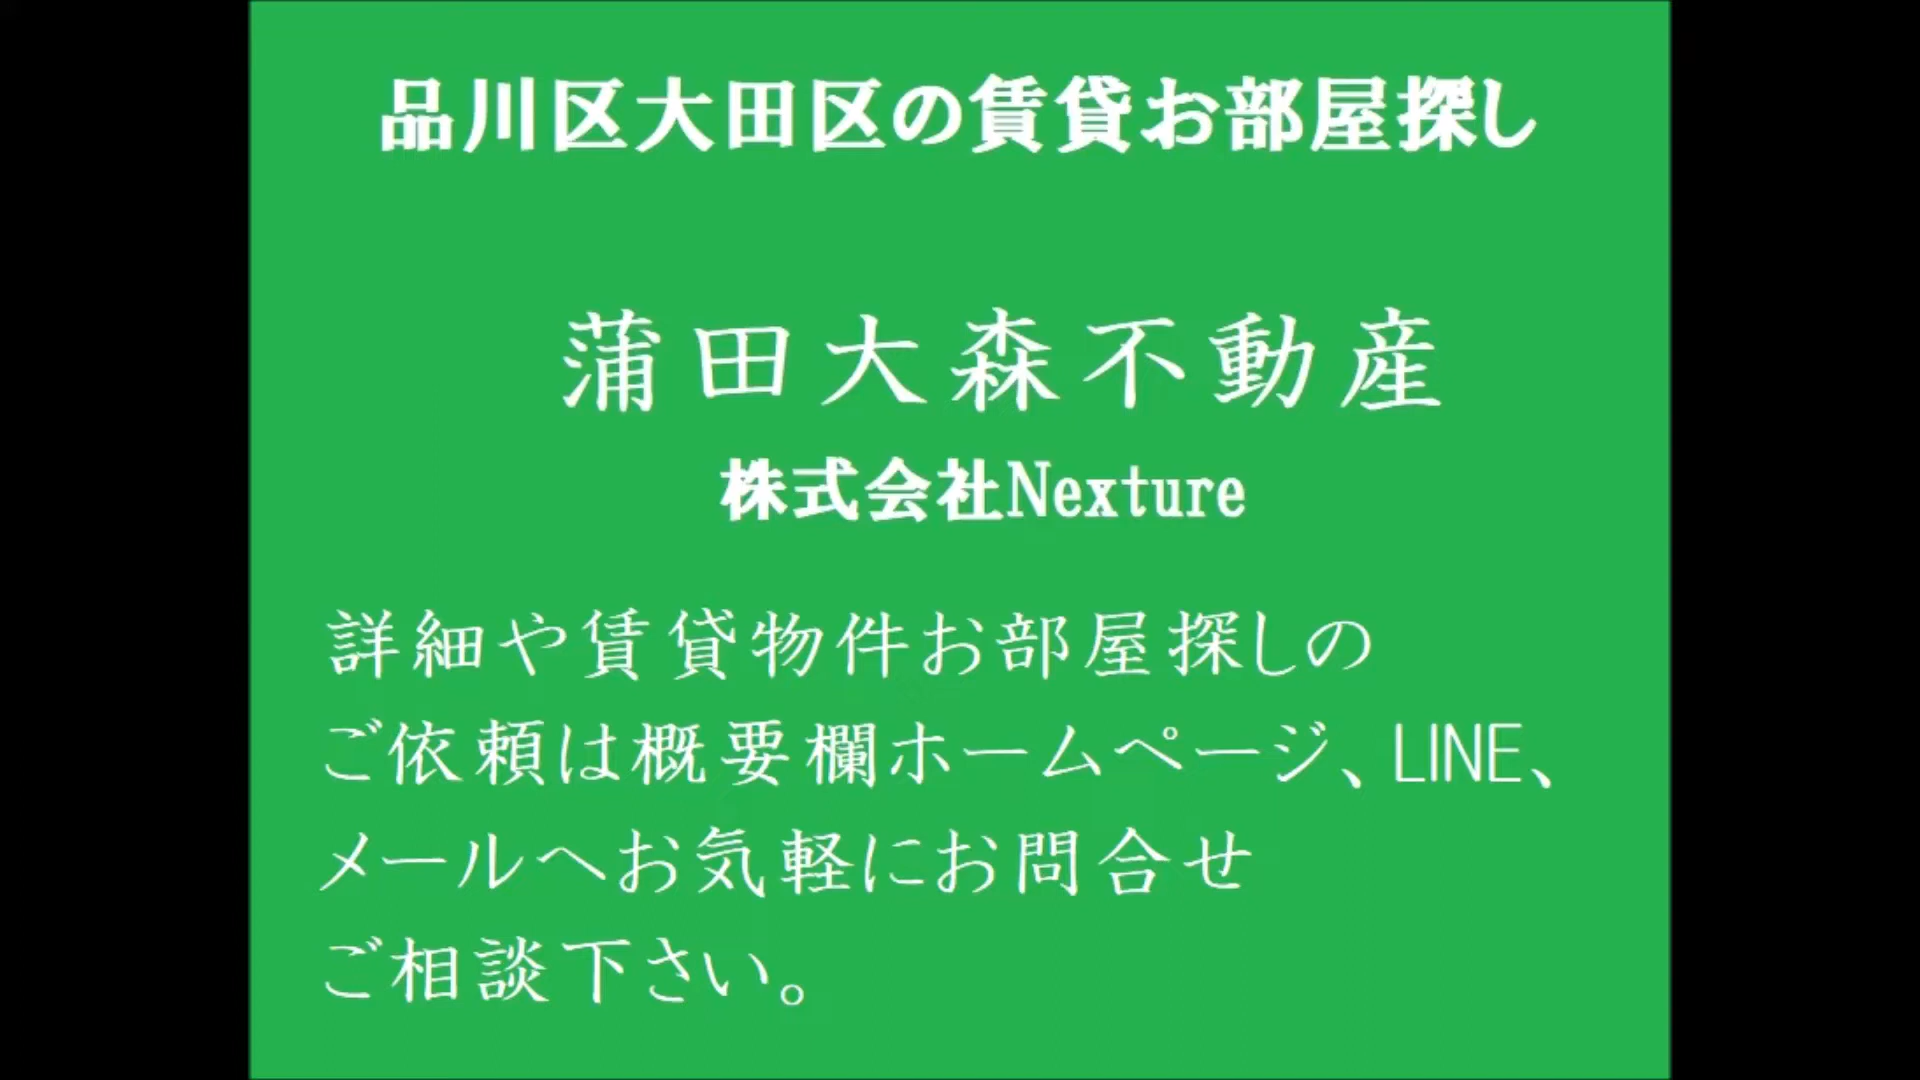 品川区大田区の賃貸お部屋探し
蒲田大森不動産
株式会社Nexture
詳細や賃貸物件お部屋探しの
ご依頼は概要欄ホームページ、LINE、
メールへお気軽にお問合せ
ご相談下さい。